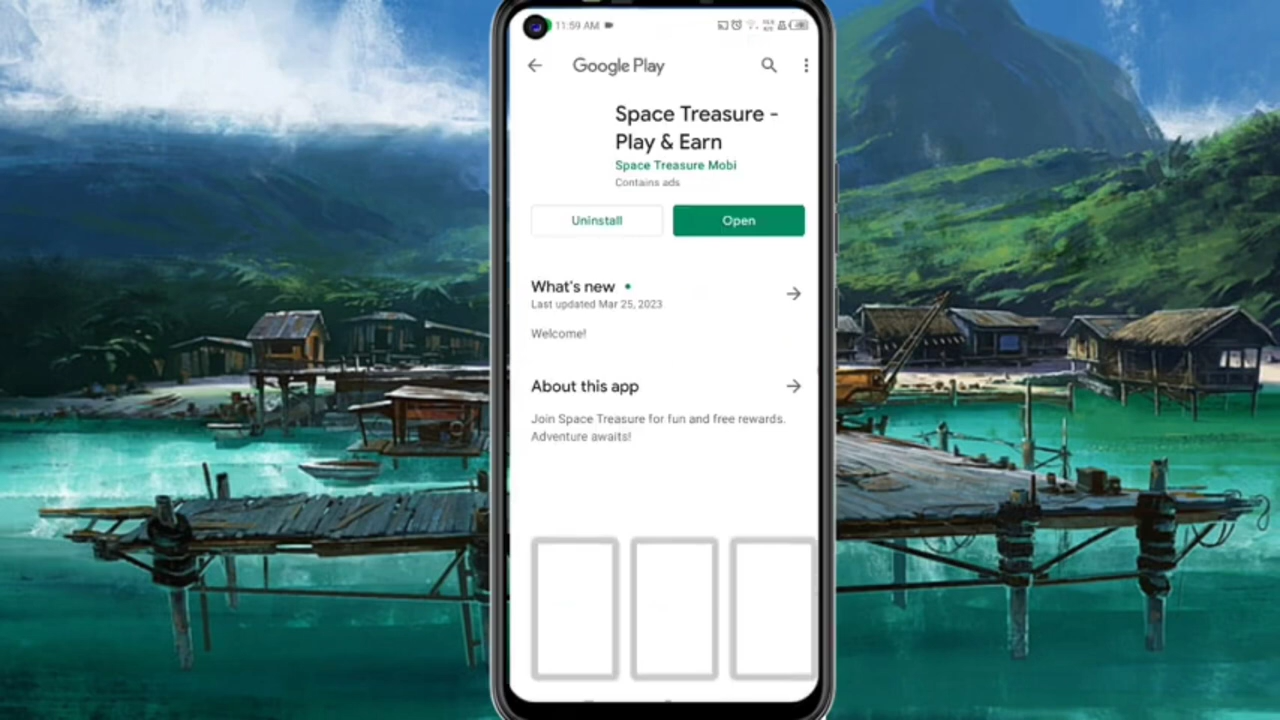 11:59 AM
Google Play
Space Treasure -
Play & Earn
Space Treasure Mobi
Contains ads
Uninstall
Open
What's new
Last updated Mar 25, 2023
Welcome!
About this app
Join Space Treasure for fun and free rewards.
Adventure awaits!